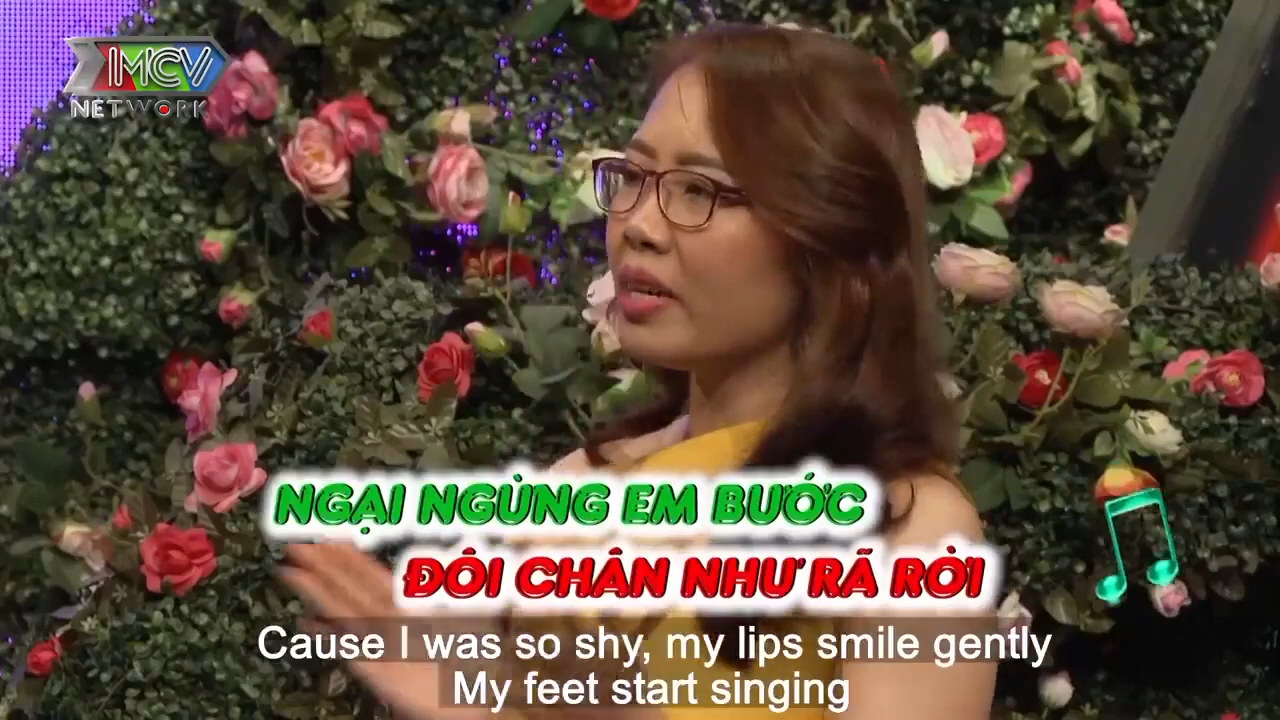 MCV
NETWORK
NGẠI NGÙNG EM BƯỚC
ĐÔI CHÂN NHƯ RÃ RỜI
Cause I was so shy, my lips smile gently
My feet start singing